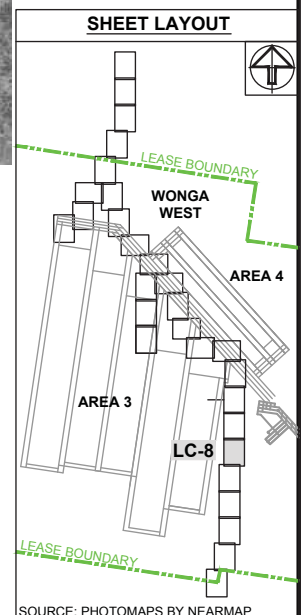 SHEET LAYOUT
LEASE BOUNDARY
WONGA
WEST
AREA 4
AREA 3
LC-8
LEASE BOUNDARY
SOURCE: PHOTOMAPS BY NEARMAP